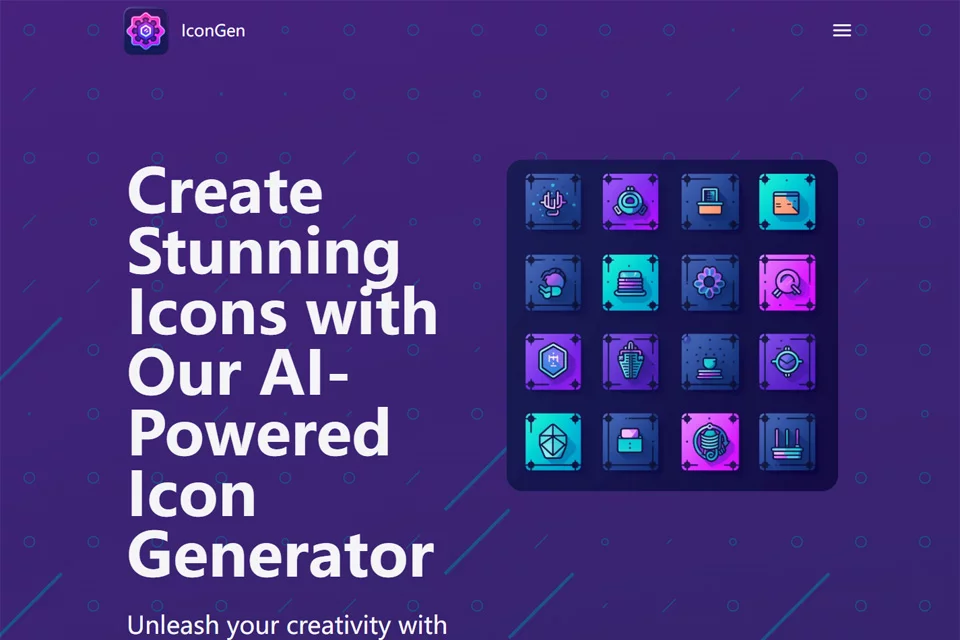 IconGen
Create
Stunning
Icons with
Our AI-
Powered
Icon
Generator
Unleash your creativity with